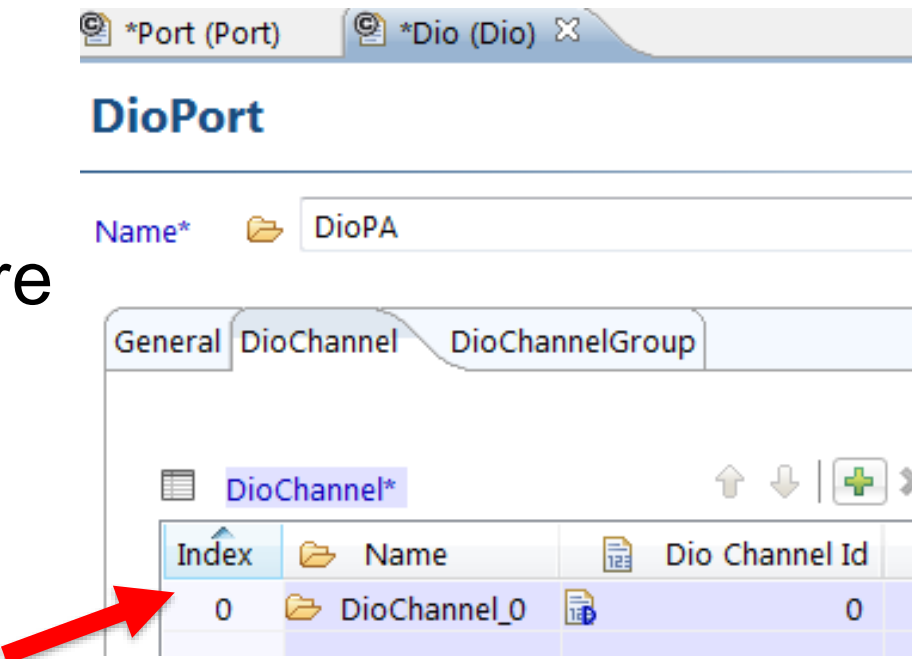 *Port (Port) *Dio (Dio)
DioPort
Name* DioPA
re
General DioChannel DioChannelGroup
DioChannel*
Index Name Dio Channel Id
0 DioChannel_0 0